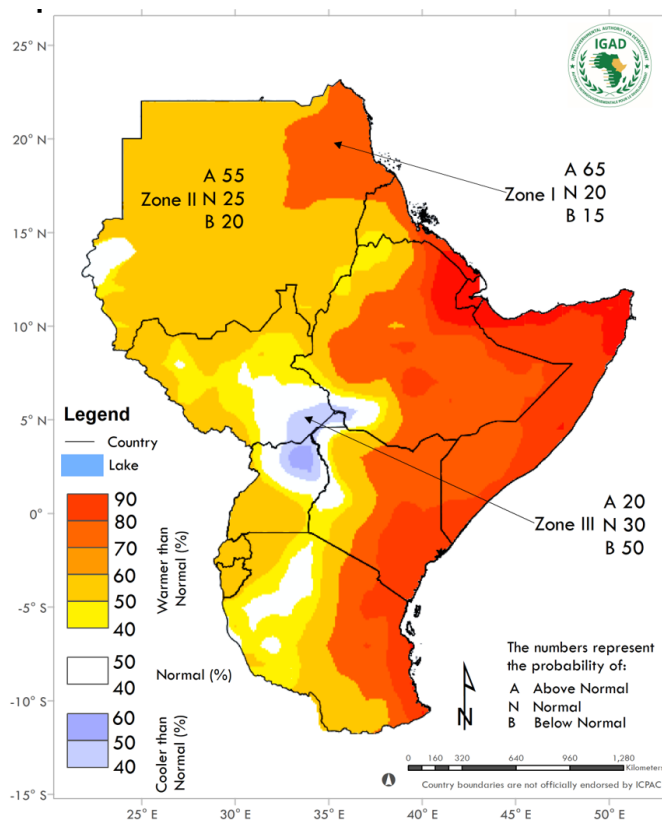 25° N
20° N
15° N
10° N
5° N
0°
-5° S
-10° S
-15° S
IGAD
A 55
Zone II N 25
B 20
A 65
Zone I N 20
B 15
A 20
Zone III N 30
B 50
Legend
Country
Lake
90
80
70
60
50
40
Warmer than
Normal (%)
50
40
Normal (%)
60
50
40
Cooler than
Normal (%)
The numbers represent
the probability of:
A Above Normal
N Normal
B Below Normal
N
0 160 320 640 960 1,280
Kilometers
Country boundaries are not officially endorsed by ICPAC
25° E
30° E
35° E
40° E
45° E
50° E